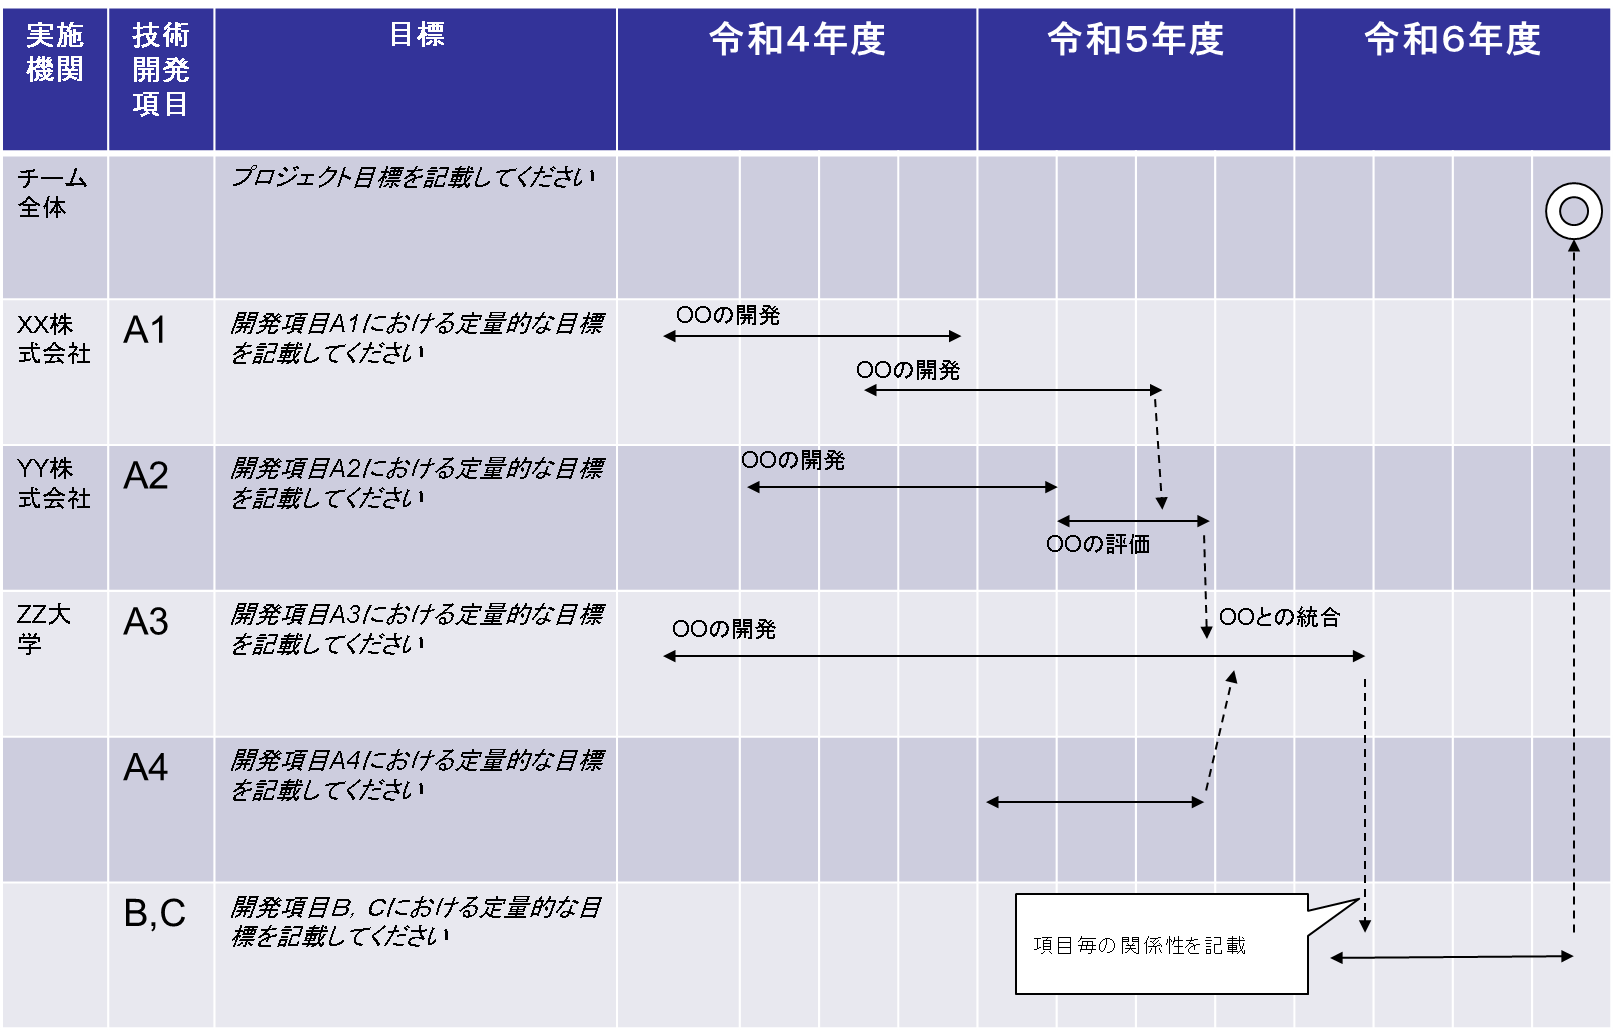 実施
機関
技術
開発
項目
目標
令和4年度
令和5年度
令和6年度
チーム
全体
プロジェクト目標を記載してください
XX株
式会社
A1
開発項目A1における定量的な目標
を記載してください
〇〇の開発
〇〇の開発
YY株
式会社
A2
開発項目A2における定量的な目標
を記載してください
〇〇の開発
〇〇の評価
ZZ大
学
A3
開発項目A3における定量的な目標
を記載してください
〇〇の開発
〇〇との統合
A4
開発項目A4における定量的な目標
を記載してください
B,C
開発項目B，Cにおける定量的な目
標を記載してください
項目毎の関係性を記載